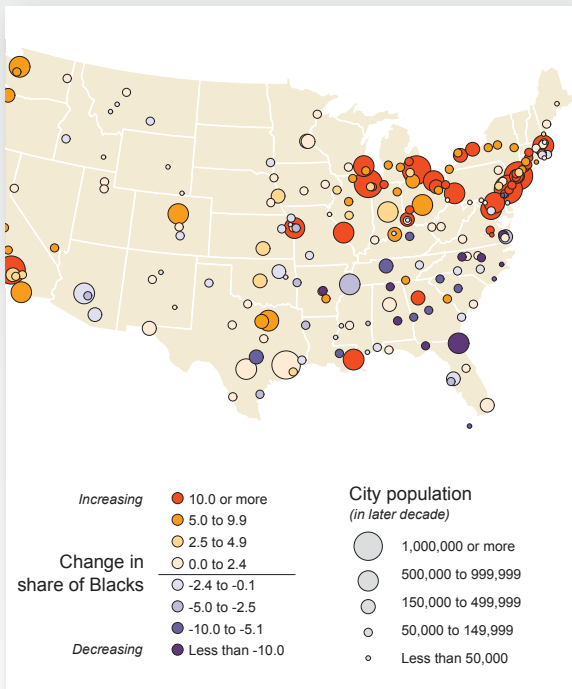 Increasing
10.0 or more
5.0 to 9.9
2.5 to 4.9
0.0 to 2.4
Change in
share of Blacks
-2.4 to -0.1
-5.0 to -2.5
-10.0 to -5.1
Decreasing
Less than -10.0
City population
(in later decade)
1,000,000 or more
500,000 to 999,999
150,000 to 499,999
50,000 to 149,999
Less than 50,000